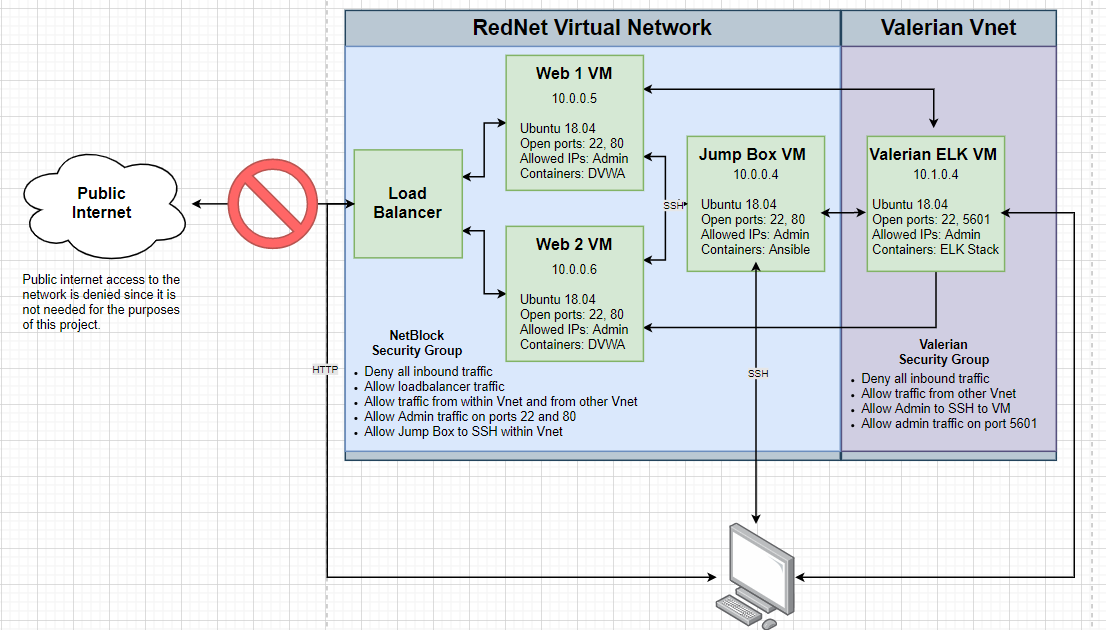 RedNet Virtual Network
Valerian Vnet
Web 1 VM
10.0.0.5
Ubuntu 18.04
Open ports: 22, 80
Allowed IPs: Admin
Containers: DVWA
Public
Internet
Load
Balancer
Jump Box VM
10.0.0.4
Ubuntu 18.04
Open ports: 22, 80
Allowed IPs: Admin
Containers: Ansible
Valerian ELK VM
10.1.0.4
Ubuntu 18.04
Open ports: 22, 5601
Allowed IPs: Admin
Containers: ELK Stack
SSH
Web 2 VM
10.0.0.6
Ubuntu 18.04
Open ports: 22, 80
Allowed IPs: Admin
Containers: DVWA
Public internet access to the
network is denied since it is
not needed for the purposes
of this project.
NetBlock
Security Group
• Deny all inbound traffic
• Allow loadbalancer traffic
• Allow traffic from within Vnet and from other Vnet
• Allow Admin traffic on ports 22 and 80
• Allow Jump Box to SSH within Vnet
Valerian
Security Group
• Deny all inbound traffic
• Allow traffic from other Vnet
• Allow Admin to SSH to VM
• Allow admin traffic on port 5601
HTTP
SSH